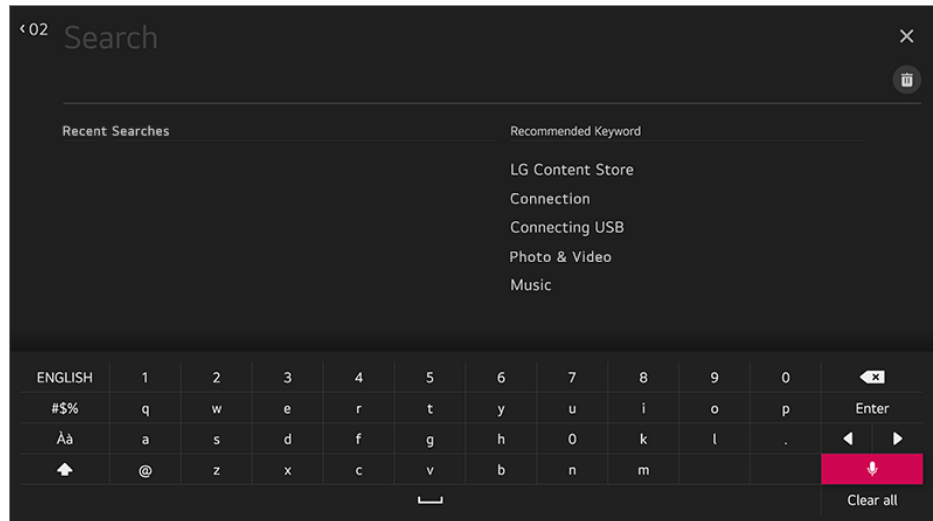 ‹ 02
Search
Recent Searches
Recommended Keyword
LG Content Store
Connection
Connecting USB
Photo & Video
Music
ENGLISH 1 2 3 4 5 6 7 8 9 0
#$% q w e r t y u i o p Enter
Àà a s d f g h O k l .
@ z x c v b n m
Clear all